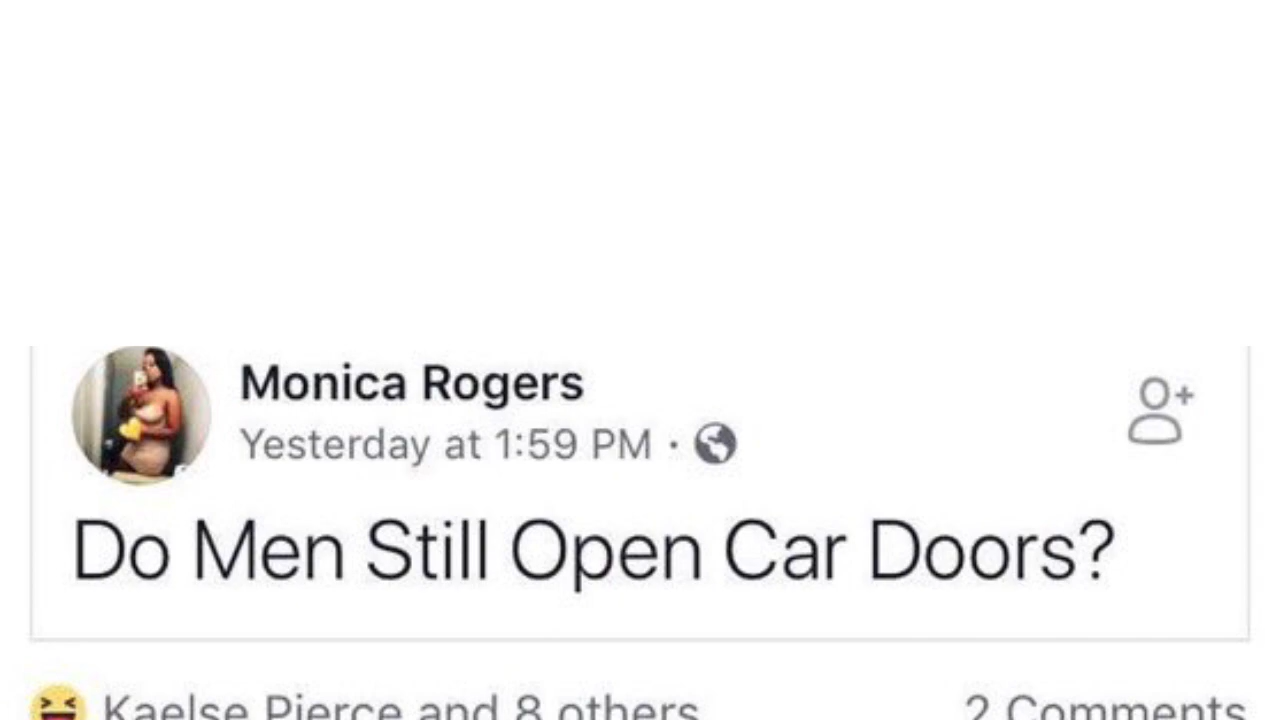 Monica Rogers
Yesterday at 1:59 PM ·
Do Men Still Open Car Doors?
Kaelse Pierce and 8 others 2 Comments